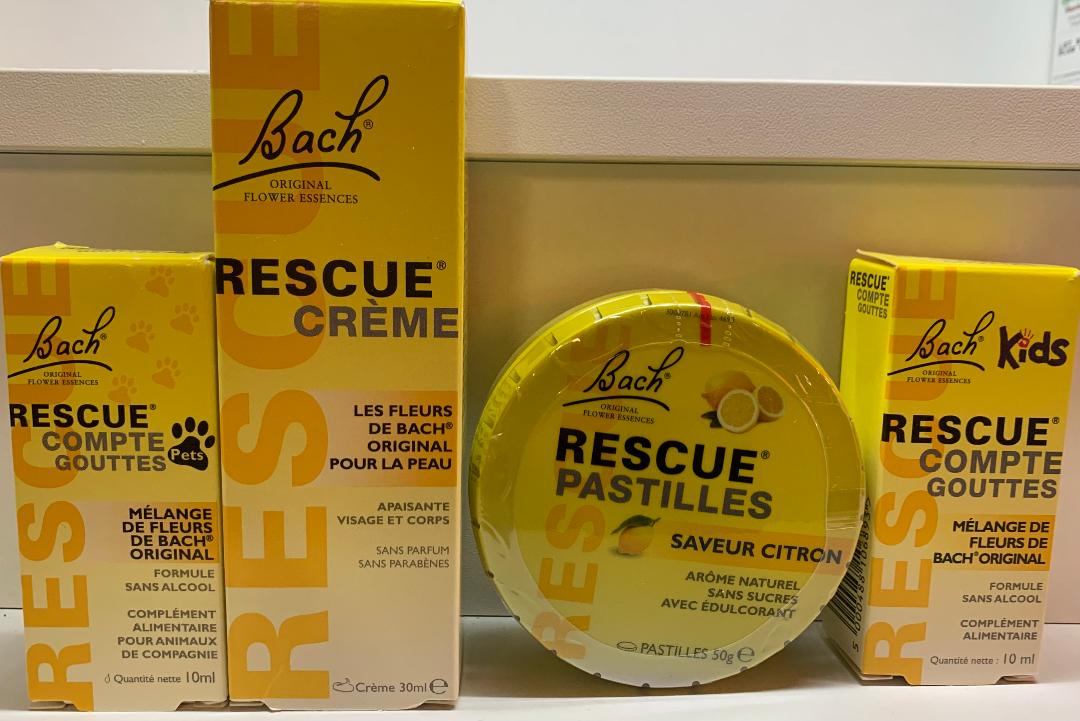 RESCUE
Bach®
ORIGINAL
FLOWER ESSENCES
RESCUE®
COMPTE
GOUTTES
Pets
MÉLANGE
DE FLEURS
DE BACH®
ORIGINAL
FORMULE
SANS ALCOOL
COMPLÉMENT
ALIMENTAIRE
POUR ANIMAUX
DE COMPAGNIE
Quantité nette 10ml
RESCUE
Bach®
ORIGINAL
FLOWER ESSENCES
RESCUE®
CRÈME
LES FLEURS
DE BACH®
ORIGINAL
POUR LA PEAU
APAISANTE
VISAGE ET CORPS
SANS PARFUM
SANS PARABÈNES
Crème 30ml e
RESCUE
Bach®
ORIGINAL
FLOWER ESSENCES
RESCUE®
PASTILLES
SAVEUR CITRON
ARÔME NATUREL
SANS SUCRES
AVEC ÉDULCORANT
PASTILLES 50g e
RESCUE®
COMPTE
GOUTTES
RESCUE
Bach® Kids
ORIGINAL
FLOWER ESSENCES
RESCUE®
COMPTE
GOUTTES
MÉLANGE DE
FLEURS DE
BACH® ORIGINAL
FORMULE
SANS ALCOOL
COMPLÉMENT
ALIMENTAIRE
Quantité nette : 10 ml